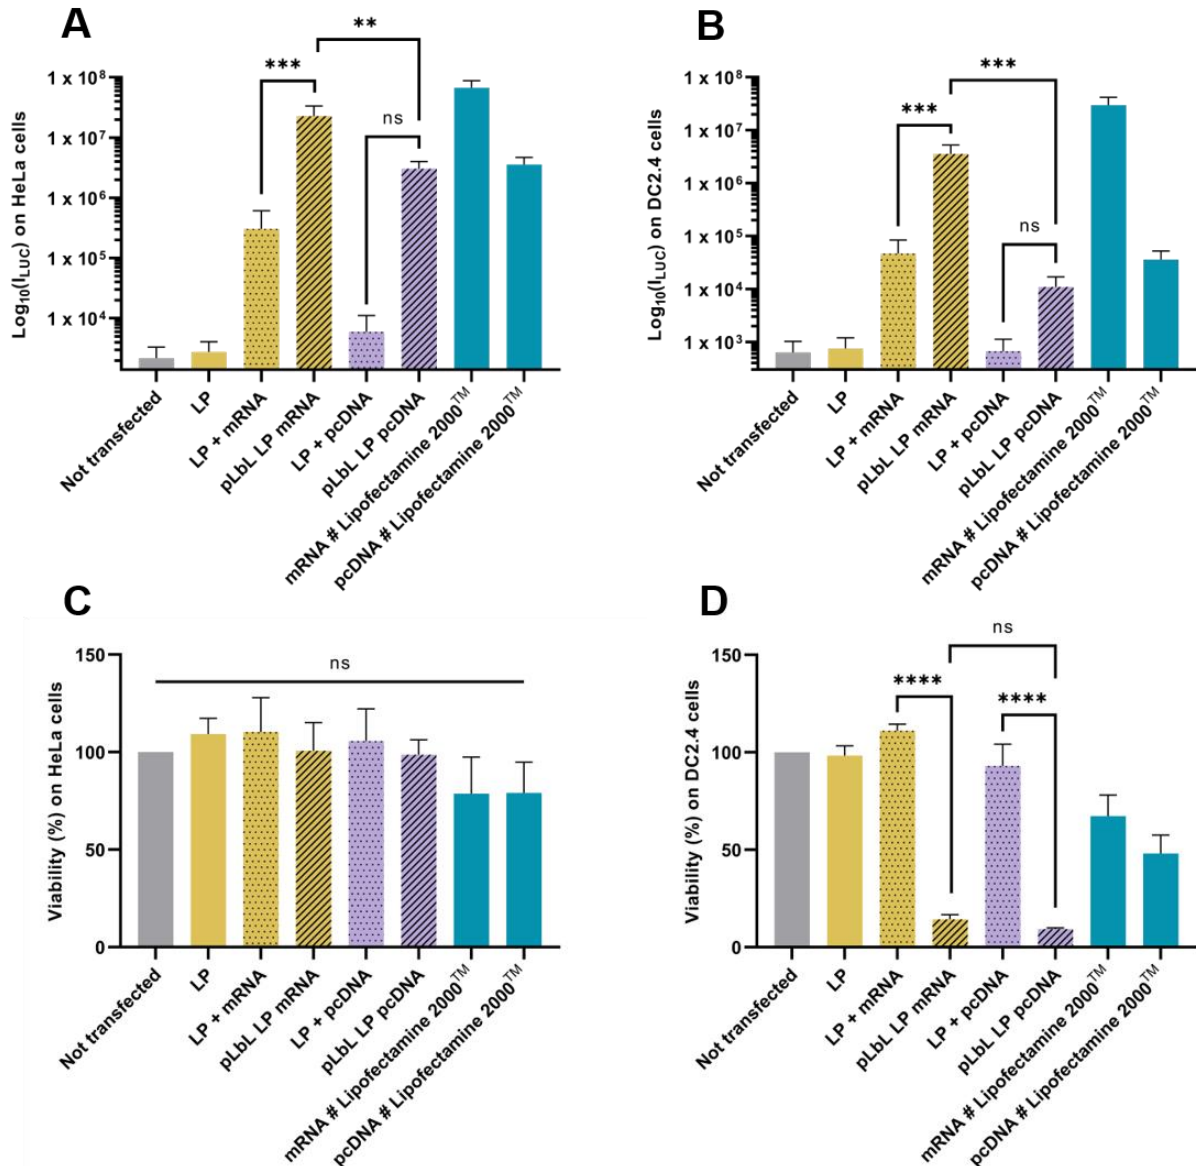 A
Log₁₀(I_LUC) on HeLa cells
1 x 10⁸
1 x 10⁷
1 x 10⁶
1 x 10⁵
1 x 10⁴
**
***
ns
Not transfected
LP
LP + mRNA
pLbL LP mRNA
LP + pcDNA
pLbL LP pcDNA
mRNA # Lipofectamine 2000™
pcDNA # Lipofectamine 2000™
B
Log₁₀(I_LUC) on DC2.4 cells
1 x 10⁸
1 x 10⁷
1 x 10⁶
1 x 10⁵
1 x 10⁴
1 x 10³
***
***
ns
Not transfected
LP
LP + mRNA
pLbL LP mRNA
LP + pcDNA
pLbL LP pcDNA
mRNA # Lipofectamine 2000™
pcDNA # Lipofectamine 2000™
C
Viability (%) on HeLa cells
150
100
50
0
ns
Not transfected
LP
LP + mRNA
pLbL LP mRNA
LP + pcDNA
pLbL LP pcDNA
mRNA # Lipofectamine 2000™
pcDNA # Lipofectamine 2000™
D
Viability (%) on DC2.4 cells
150
100
50
0
ns
****
****
Not transfected
LP
LP + mRNA
pLbL LP mRNA
LP + pcDNA
pLbL LP pcDNA
mRNA # Lipofectamine 2000™
pcDNA # Lipofectamine 2000™